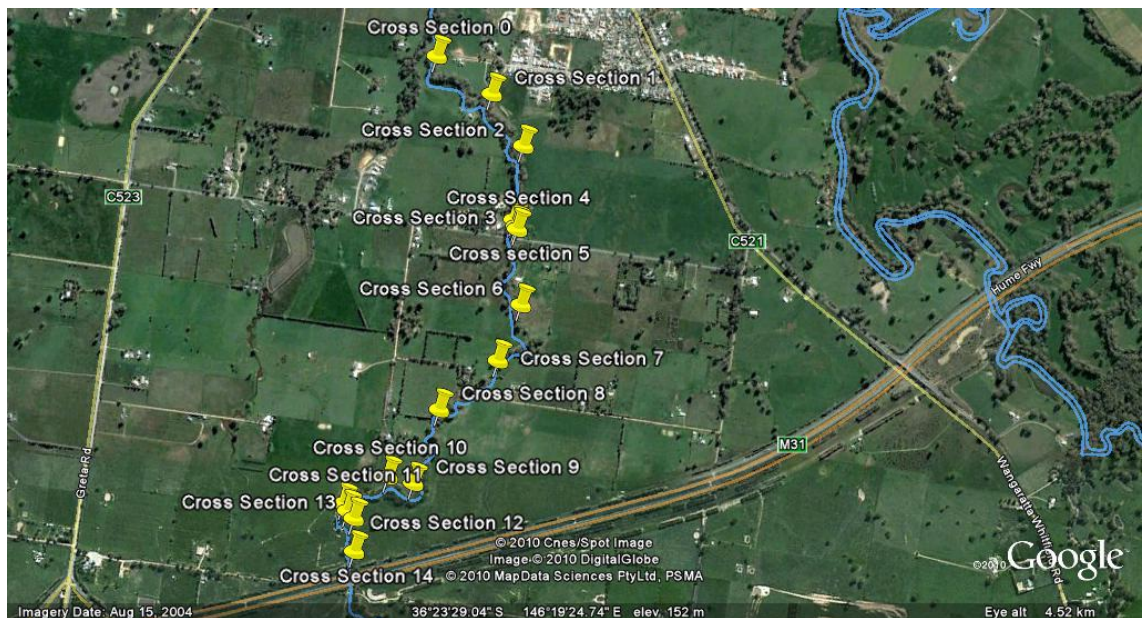 Cross Section 0
Cross Section 1
Cross Section 2
C523
Cross Section 4
Cross Section 3
C521
Cross section 5
Hume Fwy
Cross Section 6
Cross Section 7
Cross Section 8
M31
Cross Section 10
Cross Section 9
Cross Section 11
Greta Rd
Cross Section 13
Cross Section 12
Wangaratta-Whitfield Rd
© 2010 Cnes/Spot Image
Image © 2010 DigitalGlobe
Cross Section 14
© 2010 MapData Sciences PtyLtd, PSMA
©2010 Google
Imagery Date: Aug 15, 2004 36°23'29.04" S 146°19'24.74" E elev. 152 m Eye alt 4.52 km